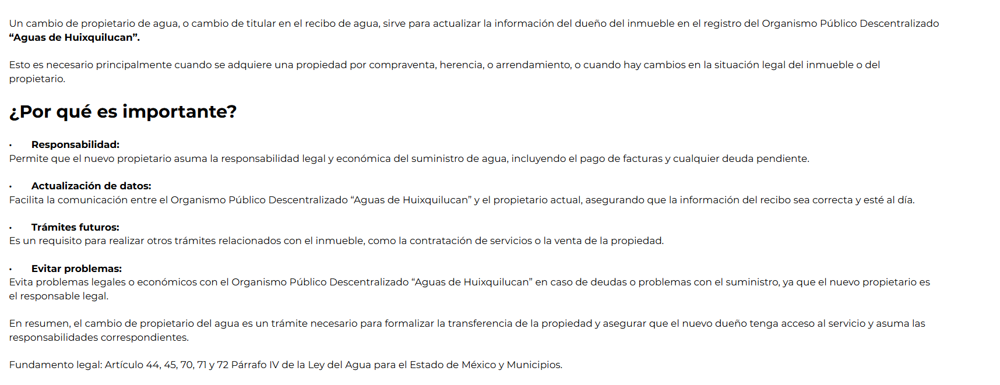 Un cambio de propietario de agua, o cambio de titular en el recibo de agua, sirve para actualizar la información del dueño del inmueble en el registro del Organismo Público Descentralizado
“Aguas de Huixquilucan”.
Esto es necesario principalmente cuando se adquiere una propiedad por compraventa, herencia, o arrendamiento, o cuando hay cambios en la situación legal del inmueble o del
propietario.
¿Por qué es importante?
• Responsabilidad:
Permite que el nuevo propietario asuma la responsabilidad legal y económica del suministro de agua, incluyendo el pago de facturas y cualquier deuda pendiente.
• Actualización de datos:
Facilita la comunicación entre el Organismo Público Descentralizado “Aguas de Huixquilucan” y el propietario actual, asegurando que la información del recibo sea correcta y esté al día.
• Trámites futuros:
Es un requisito para realizar otros trámites relacionados con el inmueble, como la contratación de servicios o la venta de la propiedad.
• Evitar problemas:
Evita problemas legales o económicos con el Organismo Público Descentralizado “Aguas de Huixquilucan” en caso de deudas o problemas con el suministro, ya que el nuevo propietario es
el responsable legal.
En resumen, el cambio de propietario del agua es un trámite necesario para formalizar la transferencia de la propiedad y asegurar que el nuevo dueño tenga acceso al servicio y asuma las
responsabilidades correspondientes.
Fundamento legal: Artículo 44, 45, 70, 71 y 72 Párrafo IV de la Ley del Agua para el Estado de México y Municipios.